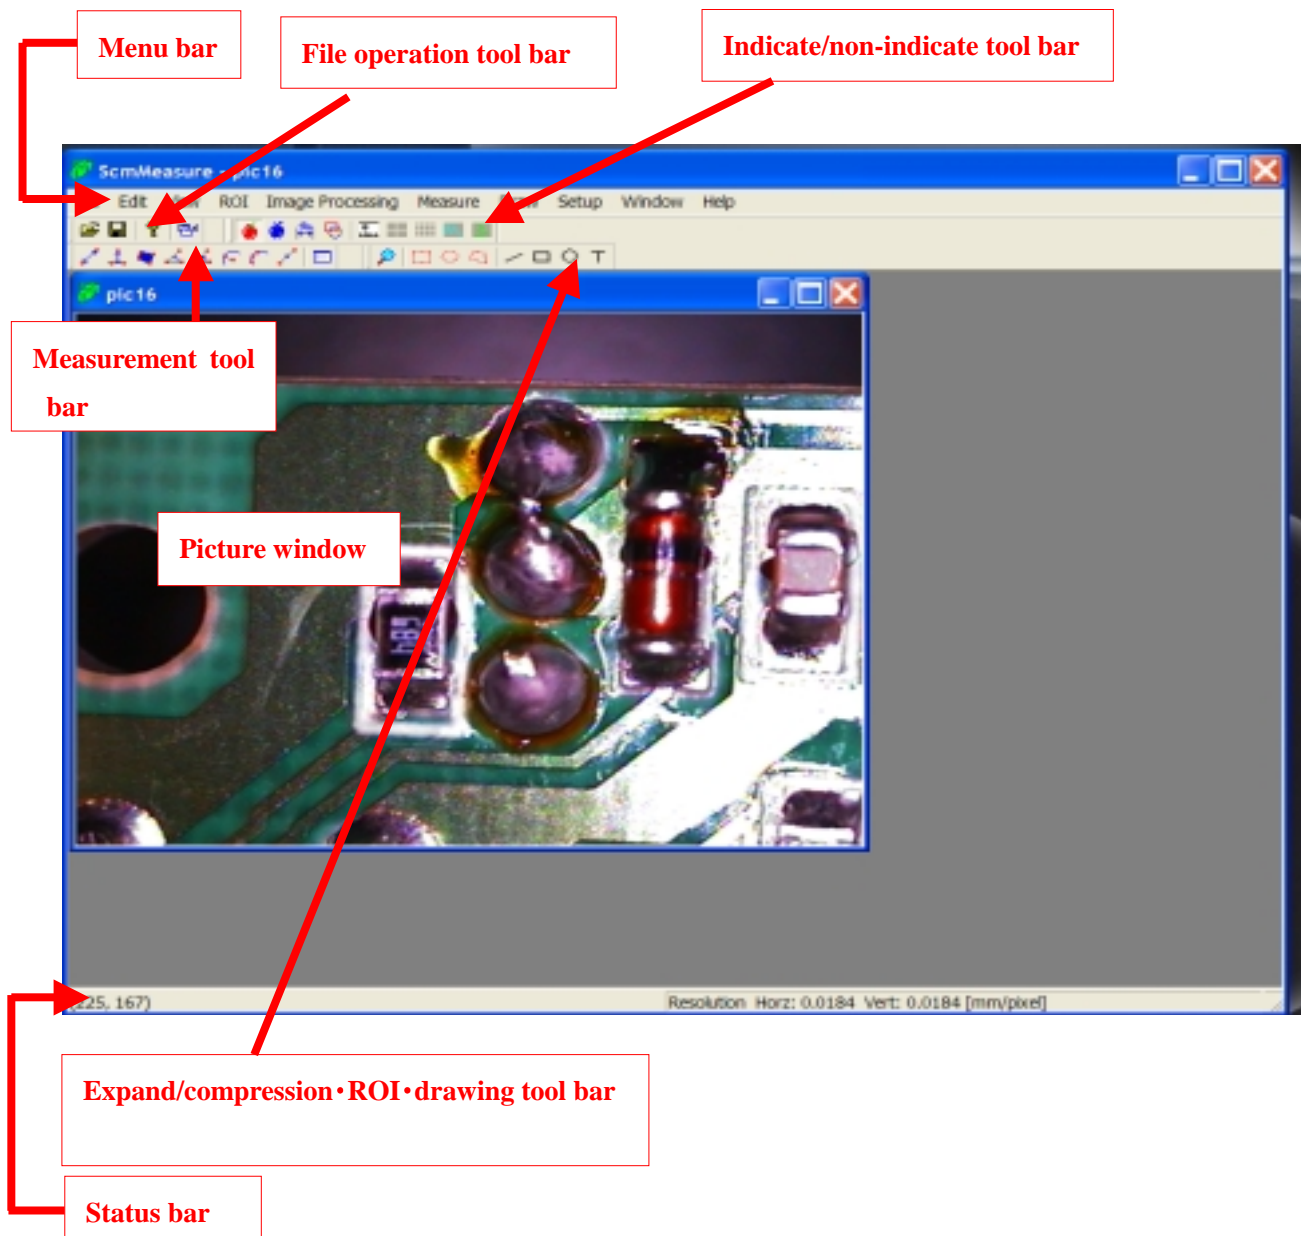 Menu bar
File operation tool bar
Indicate/non-indicate tool bar
ScmMeasure - pic16
Edit ROI Image Processing Measure Setup Window Help
T
pic16
Measurement tool
bar
Picture window
684
225, 167)
Resolution Horz: 0.0184 Vert: 0.0184 [mm/pixel]
Expand/compression・ROI・drawing tool bar
Status bar